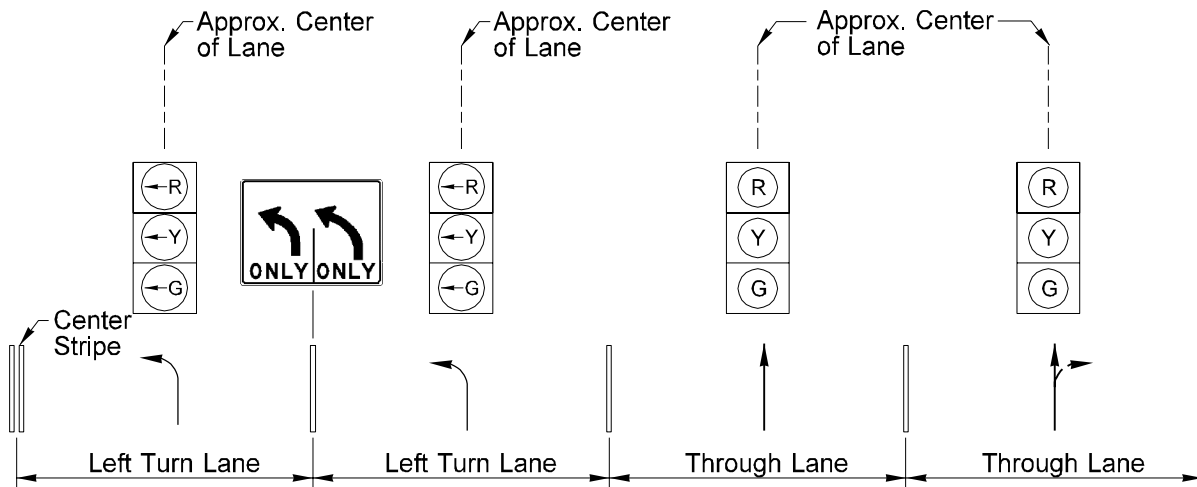 Approx. Center
of Lane
Approx. Center
of Lane
Approx. Center
of Lane
R
R
R
R
Y
Y
Y
Y
ONLY ONLY
G
G
G
G
Center
Stripe
Left Turn Lane
Left Turn Lane
Through Lane
Through Lane